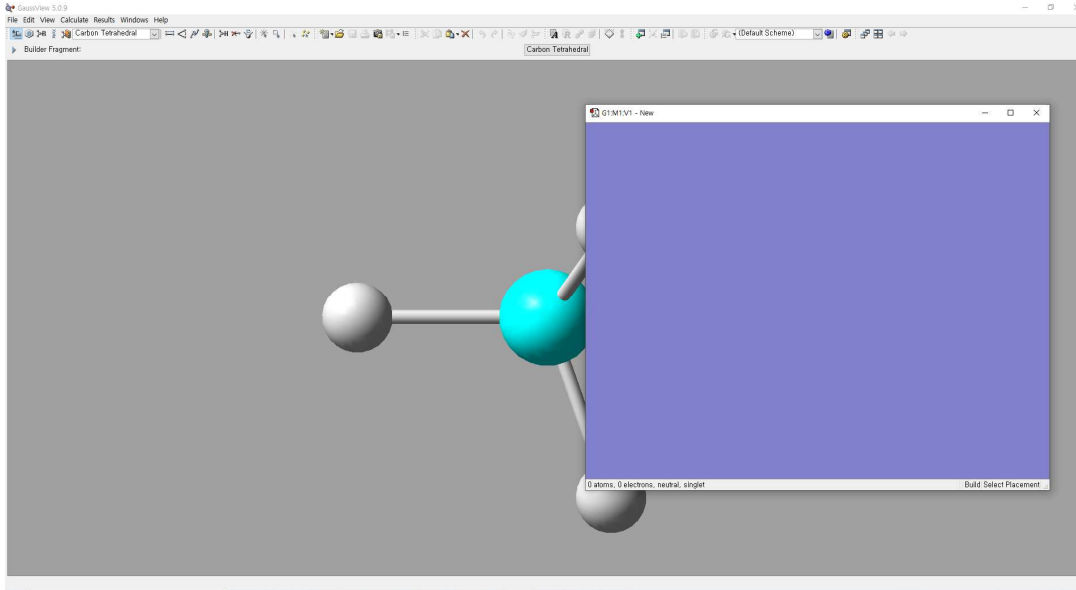 GaussView 5.0.9
File Edit View Calculate Results Windows Help
Carbon Tetrahedral
(Default Scheme)
Builder Fragment:
Carbon Tetrahedral
G1:M1:V1 - New
0 atoms, 0 electrons, neutral, singlet
Build Select Placement